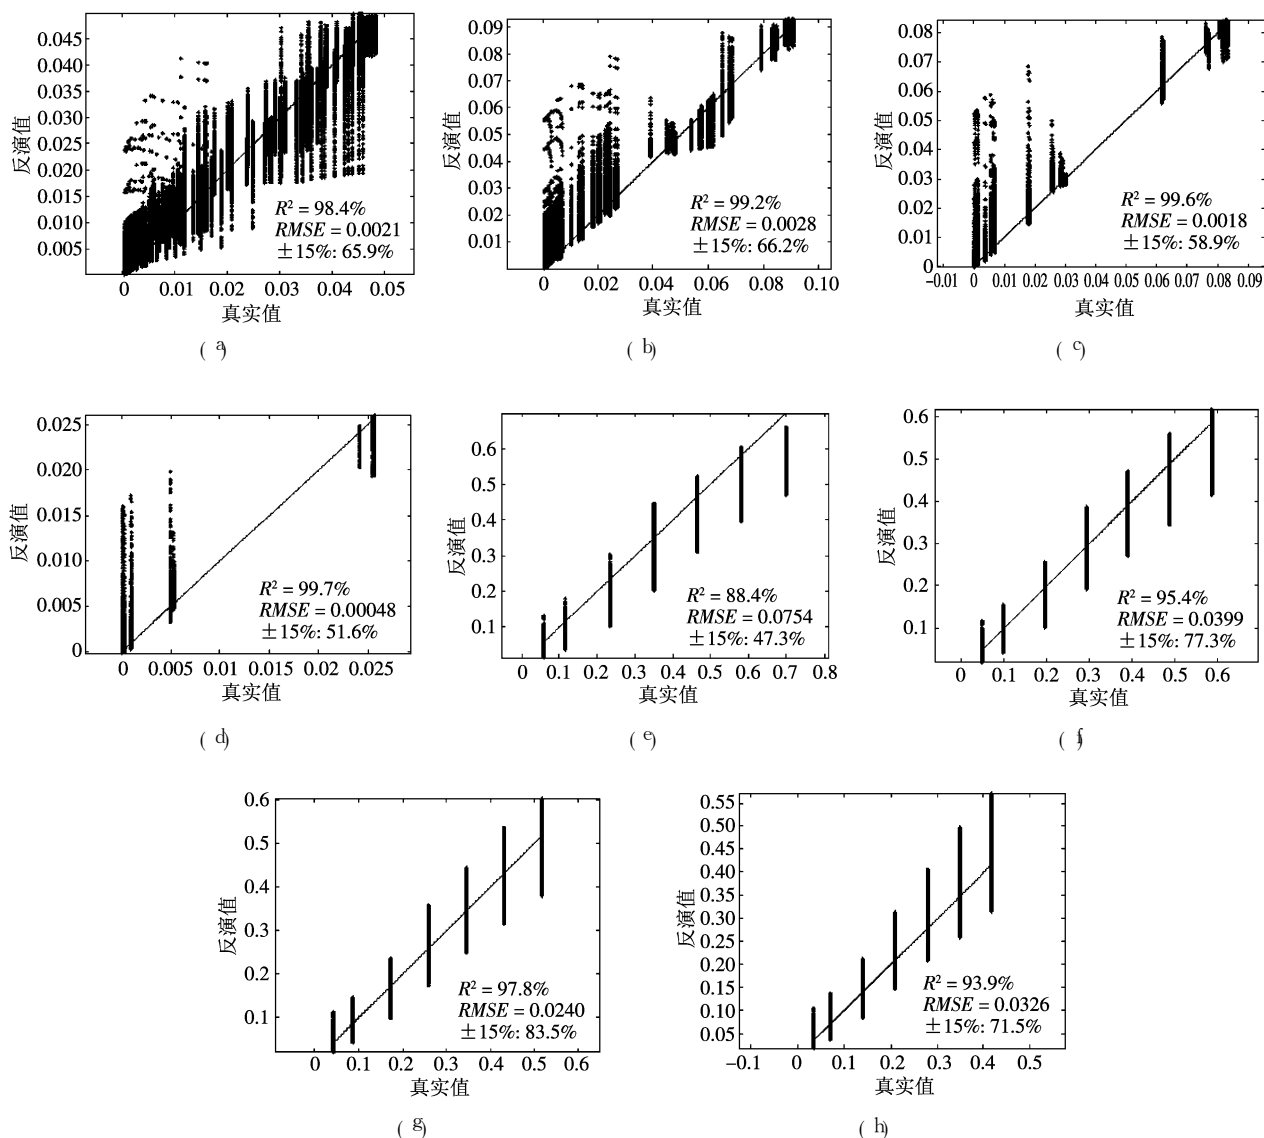 0.045
0.040
0.035
0.030
0.025
0.020
0.015
0.010
0.005
反演值
R² = 98.4%
RMSE = 0.0021
±15%: 65.9%
0 0.01 0.02 0.03 0.04 0.05
真实值
(a)
0.09
0.08
0.07
0.06
0.05
0.04
0.03
0.02
0.01
反演值
R² = 99.2%
RMSE = 0.0028
±15%: 66.2%
0 0.02 0.04 0.06 0.08 0.10
真实值
(b)
0.08
0.07
0.06
0.05
0.04
0.03
0.02
0.01
0
反演值
R² = 99.6%
RMSE = 0.0018
±15%: 58.9%
−0.01 0 0.01 0.02 0.03 0.04 0.05 0.06 0.07 0.08 0.09
真实值
(c)
0.025
0.020
0.015
0.010
0.005
0
反演值
R² = 99.7%
RMSE = 0.00048
±15%: 51.6%
0 0.005 0.01 0.015 0.02 0.025
真实值
(d)
0.6
0.5
0.4
0.3
0.2
0.1
反演值
R² = 88.4%
RMSE = 0.0754
±15%: 47.3%
0 0.1 0.2 0.3 0.4 0.5 0.6 0.7 0.8
真实值
(e)
0.6
0.5
0.4
0.3
0.2
0.1
反演值
R² = 95.4%
RMSE = 0.0399
±15%: 77.3%
0 0.1 0.2 0.3 0.4 0.5 0.6
真实值
(f)
0.6
0.5
0.4
0.3
0.2
0.1
反演值
R² = 97.8%
RMSE = 0.0240
±15%: 83.5%
0 0.1 0.2 0.3 0.4 0.5 0.6
真实值
(g)
0.55
0.50
0.45
0.40
0.35
0.30
0.25
0.20
0.15
0.10
0.05
反演值
R² = 93.9%
RMSE = 0.0326
±15%: 71.5%
−0.1 0 0.1 0.2 0.3 0.4 0.5
真实值
(h)